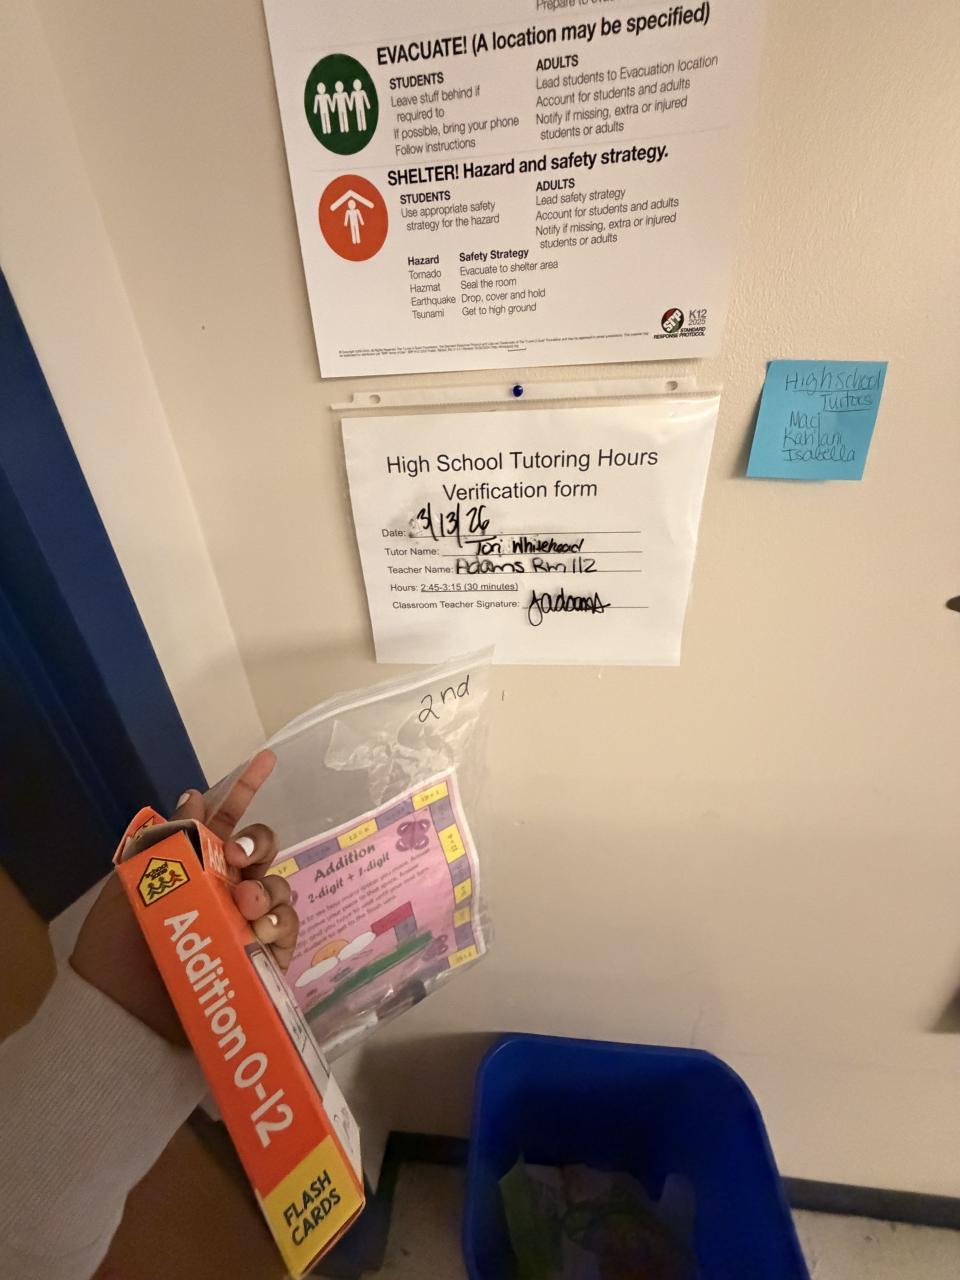 Prepare to
EVACUATE! (A location may be specified)
STUDENTS
Leave stuff behind if
required to
If possible, bring your phone
Follow instructions
ADULTS
Lead students to Evacuation location
Account for students and adults
Notify if missing, extra or injured
students or adults
SHELTER! Hazard and safety strategy.
STUDENTS
Use appropriate safety
strategy for the hazard
ADULTS
Lead safety strategy
Account for students and adults
Notify if missing, extra or injured
students or adults
Hazard Safety Strategy
Tornado Evacuate to shelter area
Hazmat Seal the room
Earthquake Drop, cover and hold
Tsunami Get to high ground
SRP
K12
2025
STANDARD
RESPONSE PROTOCOL
High School Tutoring Hours
Verification form
Date: 3/13/26
Tutor Name: Tori Whitehead
Teacher Name: Adams Rm 112
Hours: 2:45-3:15 (30 minutes)
Classroom Teacher Signature: Jadams
Highschool
Turtors
Maci
Kahlani
Isabella
2nd
Addition
2-digit + 1-digit
School
Zone
Addition 0-12
FLASH
CARDS